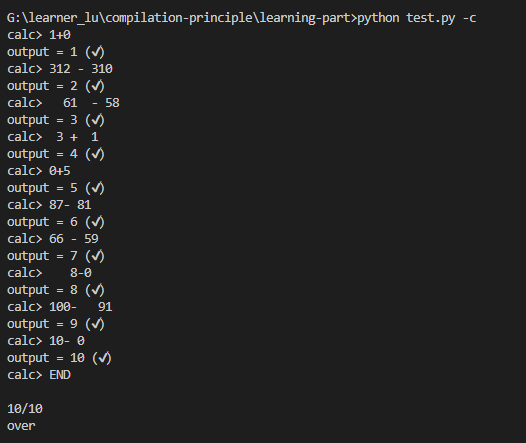 G:\learner_lu\compilation-principle\learning-part>python test.py -c
calc> 1+0
output = 1 (✓)
calc> 312 - 310
output = 2 (✓)
calc>   61  - 58
output = 3 (✓)
calc>  3 +  1
output = 4 (✓)
calc> 0+5
output = 5 (✓)
calc> 87- 81
output = 6 (✓)
calc> 66 - 59
output = 7 (✓)
calc>    8-0
output = 8 (✓)
calc> 100-   91
output = 9 (✓)
calc> 10- 0
output = 10 (✓)
calc> END
10/10
over